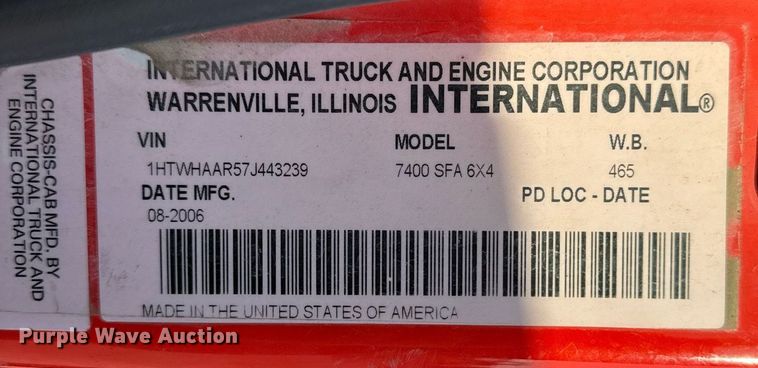 CHASSIS-CAB MFD. BY
INTERNATIONAL TRUCK AND
ENGINE CORPORATION
INTERNATIONAL TRUCK AND ENGINE CORPORATION
WARRENVILLE, ILLINOIS INTERNATIONAL®
VIN MODEL W.B.
1HTWHAAR57J443239 7400 SFA 6X4 465
DATE MFG. PD LOC - DATE
08-2006
MADE IN THE UNITED STATES OF AMERICA
Purple Wave Auction